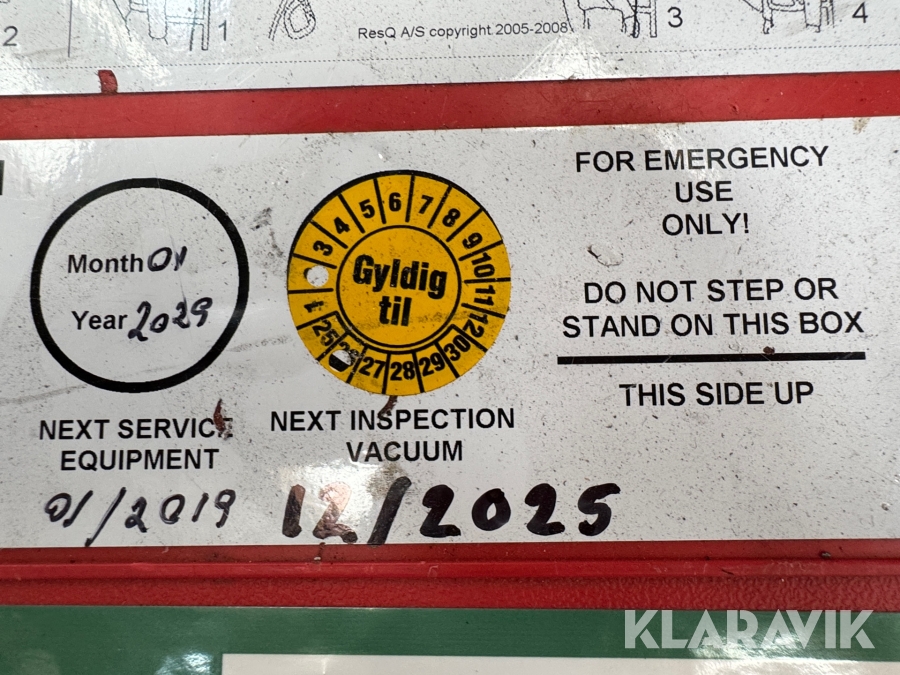 2
1
ResQ A/S copyright 2005-2008
3
4
FOR EMERGENCY
USE
ONLY!
DO NOT STEP OR
STAND ON THIS BOX
THIS SIDE UP
Month 01
Year 2029
NEXT SERVICE
EQUIPMENT
01/2019
1 3 4 5 6 7 8 9 10 11 12
Gyldig
til
25 26 27 28 29 30
NEXT INSPECTION
VACUUM
12/2025
KLARAVIK